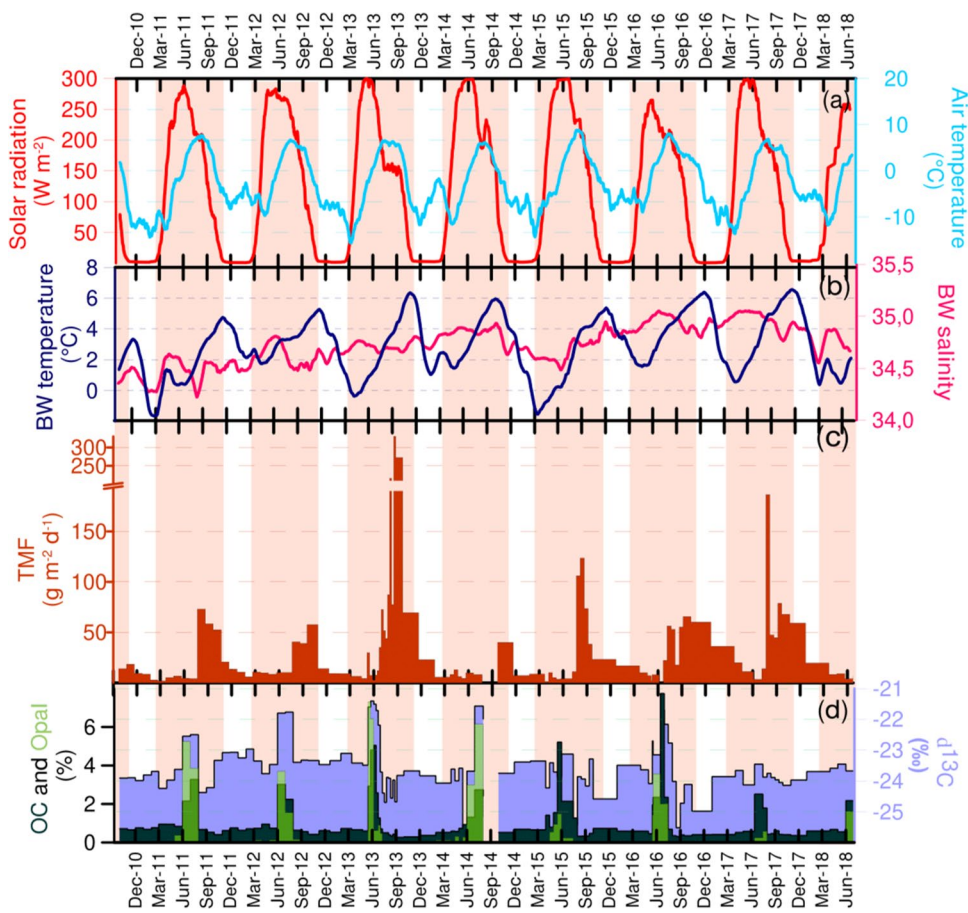 Dec-10 Mar-11 Jun-11 Sep-11 Dec-11 Mar-12 Jun-12 Sep-12 Dec-12 Mar-13 Jun-13 Sep-13 Dec-13 Mar-14 Jun-14 Sep-14 Dec-14 Mar-15 Jun-15 Sep-15 Dec-15 Mar-16 Jun-16 Sep-16 Dec-16 Mar-17 Jun-17 Sep-17 Dec-17 Mar-18 Jun-18
Solar radiation
(W m-2)
300
250
200
150
100
50
(a)
20
10
0
-10
Air temperature
(°C)
BW temperature
(°C)
8
6
4
2
0
(b)
35,5
35.0
34.5
34,0
BW salinity
TMF
(g m-2 d-1)
300
250
150
100
50
(c)
OC and Opal
(%)
6
4
2
0
(d)
-21
-22
-23
-24
-25
d13C
(‰)
Dec-10 Mar-11 Jun-11 Sep-11 Dec-11 Mar-12 Jun-12 Sep-12 Dec-12 Mar-13 Jun-13 Sep-13 Dec-13 Mar-14 Jun-14 Sep-14 Dec-14 Mar-15 Jun-15 Sep-15 Dec-15 Mar-16 Jun-16 Sep-16 Dec-16 Mar-17 Jun-17 Sep-17 Dec-17 Mar-18 Jun-18